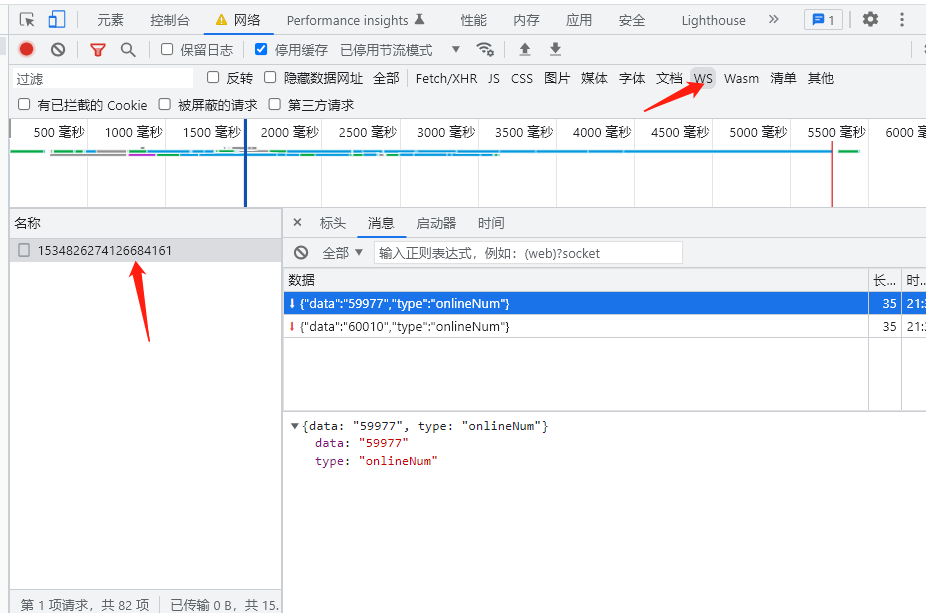 元素 控制台 网络 Performance insights 性能 内存 应用 安全 Lighthouse » 1
保留日志 停用缓存 已停用节流模式
过滤 反转 隐藏数据网址 全部 Fetch/XHR JS CSS 图片 媒体 字体 文档 WS Wasm 清单 其他
有已拦截的 Cookie 被屏蔽的请求 第三方请求
500 毫秒 1000 毫秒 1500 毫秒 2000 毫秒 2500 毫秒 3000 毫秒 3500 毫秒 4000 毫秒 4500 毫秒 5000 毫秒 5500 毫秒 6000 毫
名称 × 标头 消息 启动器 时间
1534826274126684161 全部 ▼ 输入正则表达式，例如：(web)?socket
数据 长... 时...
{"data":"59977","type":"onlineNum"} 35 21:
{"data":"60010","type":"onlineNum"} 35 21:
▼{data: "59977", type: "onlineNum"}
data: "59977"
type: "onlineNum"
第 1 项请求，共 82 项 已传输 0 B，共 15.